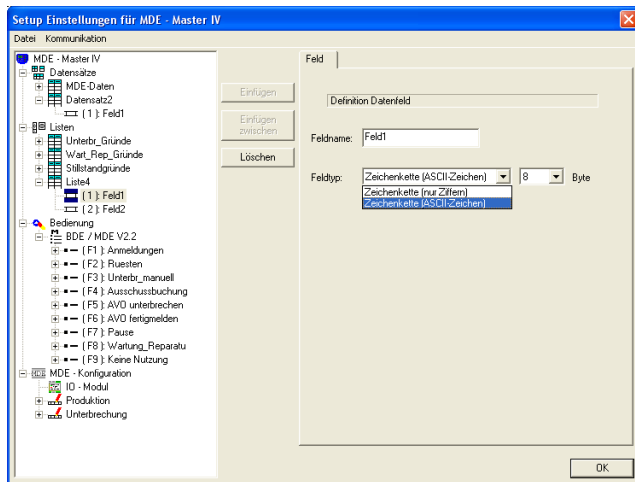 Setup Einstellungen für MDE - Master IV
Datei Kommunikation
MDE - Master IV
Datensätze
MDE-Daten
Datensatz2
( 1 ): Feld1
Listen
Unterbr_Gründe
Wart_Rep_Gründe
Stillstandgründe
Liste4
( 1 ): Feld1
( 2 ): Feld2
Bedienung
BDE / MDE V2.2
( F1 ): Anmeldungen
( F2 ): Ruesten
( F3 ): Unterbr_manuell
( F4 ): Ausschussbuchung
( F5 ): AVO unterbrechen
( F6 ): AVO fertigmelden
( F7 ): Pause
( F8 ): Wartung_Reparatu
( F9 ): Keine Nutzung
MDE - Konfiguration
IO - Modul
Produktion
Unterbrechung
Einfügen
Einfügen
zwischen
Löschen
Feld
Definition Datenfeld
Feldname: Feld1
Feldtyp: Zeichenkette (ASCII-Zeichen) 8 Byte
Zeichenkette (nur Ziffern)
Zeichenkette (ASCII-Zeichen)
OK